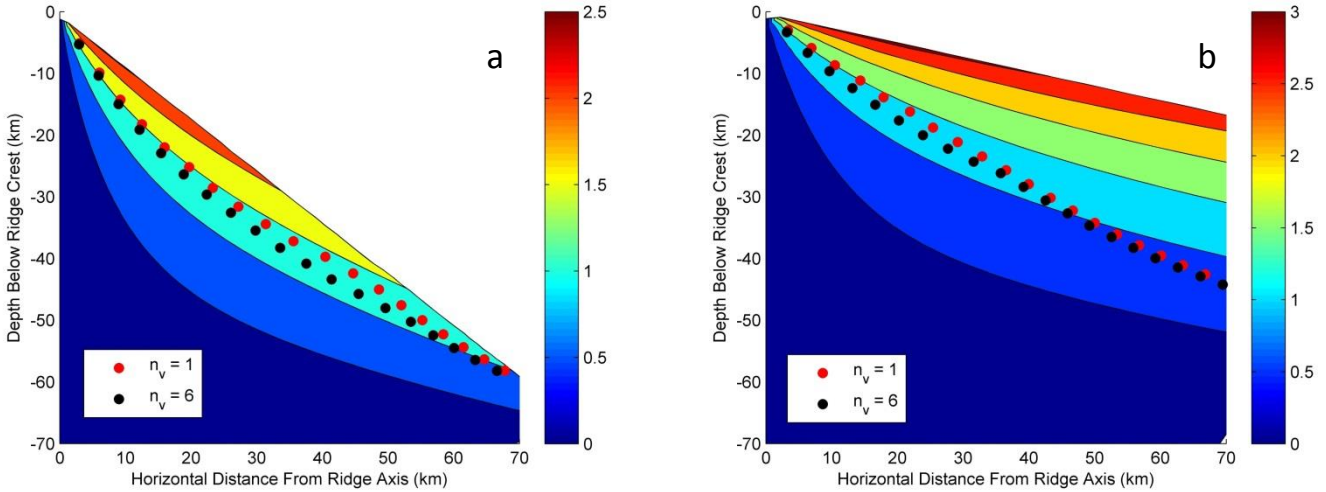 a
Depth Below Ridge Crest (km)
0
-10
-20
-30
-40
-50
-60
-70
n_v = 1
n_v = 6
0 10 20 30 40 50 60 70
Horizontal Distance From Ridge Axis (km)
2.5
2
1.5
1
0.5
0
b
Depth Below Ridge Crest (km)
0
-10
-20
-30
-40
-50
-60
-70
n_v = 1
n_v = 6
0 10 20 30 40 50 60 70
Horizontal Distance From Ridge Axis (km)
3
2.5
2
1.5
1
0.5
0